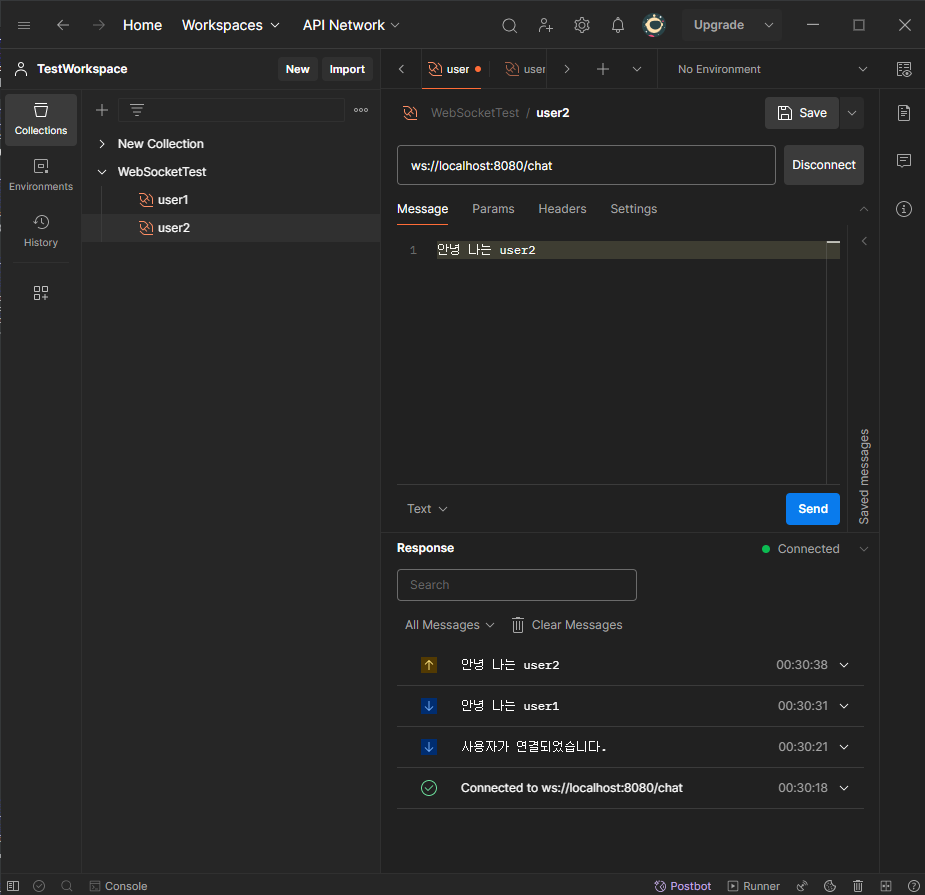 Home Workspaces API Network Upgrade
TestWorkspace New Import
user user No Environment
Collections
Environments
History
New Collection
WebSocketTest
user1
user2
WebSocketTest / user2 Save
ws://localhost:8080/chat Disconnect
Message Params Headers Settings
1 안녕 나는 user2
Saved messages
Text Send
Response Connected
Search
All Messages Clear Messages
안녕 나는 user2 00:30:38
안녕 나는 user1 00:30:31
사용자가 연결되었습니다. 00:30:21
Connected to ws://localhost:8080/chat 00:30:18
Console Postbot Runner